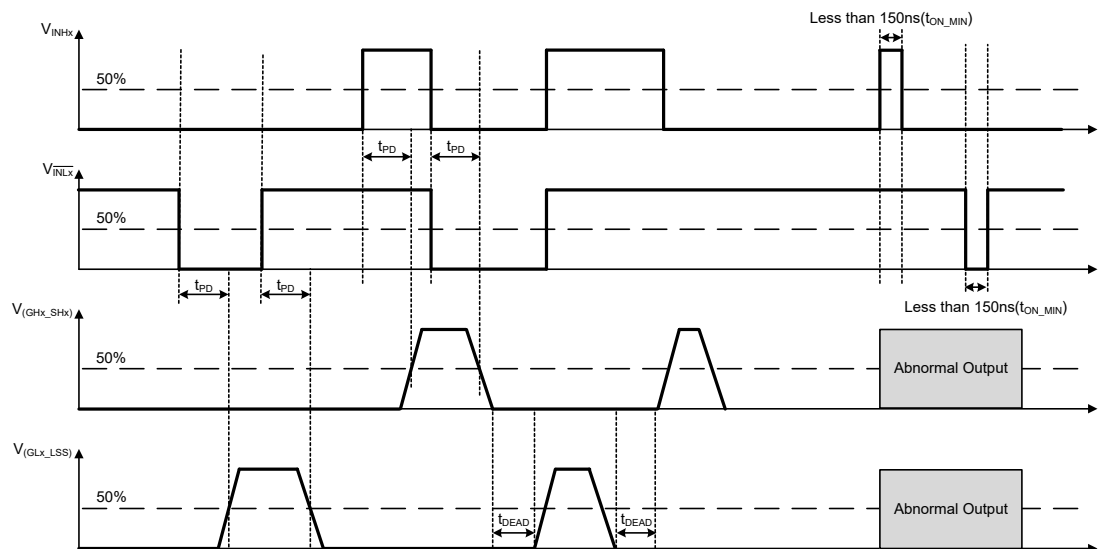 Less than 150ns(tON_MIN)
VINHx
50%
tPD tPD
VINLx
50%
tPD tPD
Less than 150ns(tON_MIN)
V(GHx_SHx)
50%
Abnormal Output
V(GLx_LSS)
50%
Abnormal Output
tDEAD tDEAD